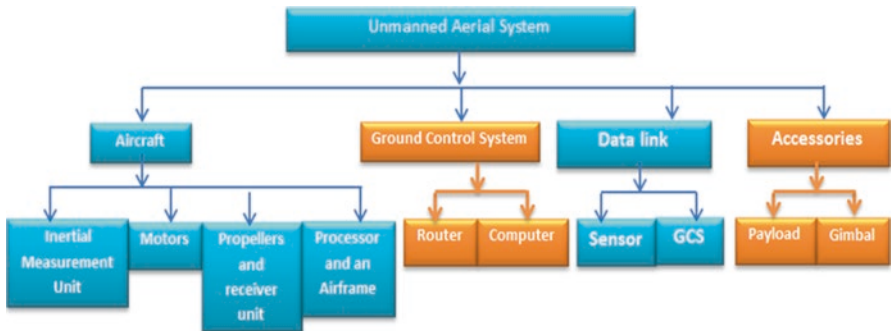 Unmanned Aerial System
Aircraft
Ground Control System
Data link
Accessories
Inertial
Measurement
Unit
Motors
Propellers
and
receiver
unit
Processor
and an
Airframe
Router
Computer
Sensor
GCS
Payload
Gimbal